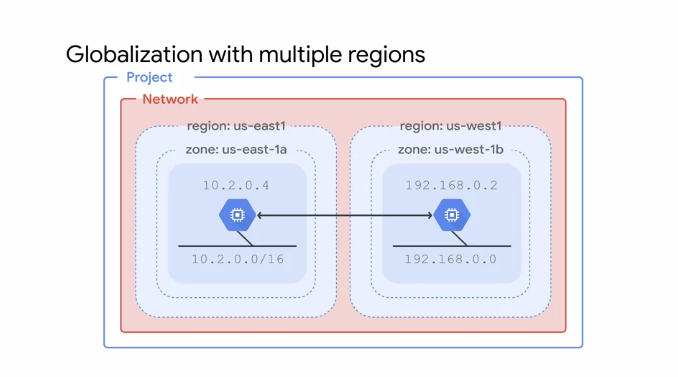 Globalization with multiple regions
Project
Network
region: us-east1
zone: us-east-1a
10.2.0.4
10.2.0.0/16
region: us-west1
zone: us-west-1b
192.168.0.2
192.168.0.0